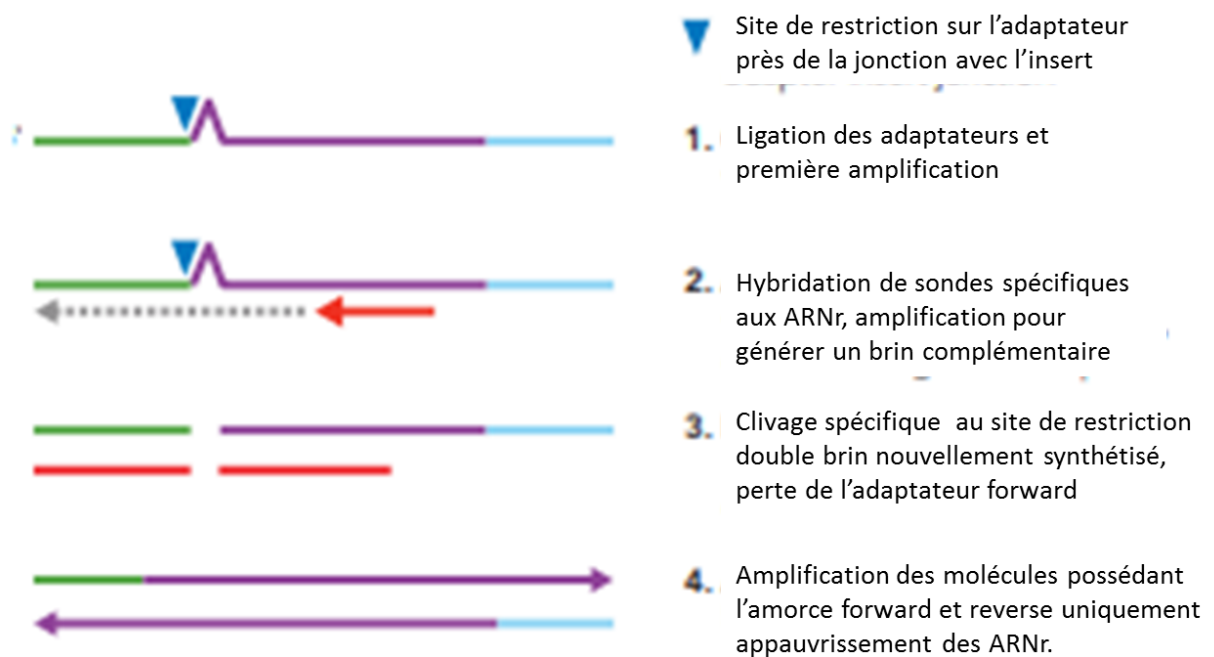 Site de restriction sur l'adaptateur
près de la jonction avec l'insert
1. Ligation des adaptateurs et
première amplification
2. Hybridation de sondes spécifiques
aux ARNr, amplification pour
générer un brin complémentaire
3. Clivage spécifique au site de restriction
double brin nouvellement synthétisé,
perte de l'adaptateur forward
4. Amplification des molécules possédant
l'amorce forward et reverse uniquement
appauvrissement des ARNr.